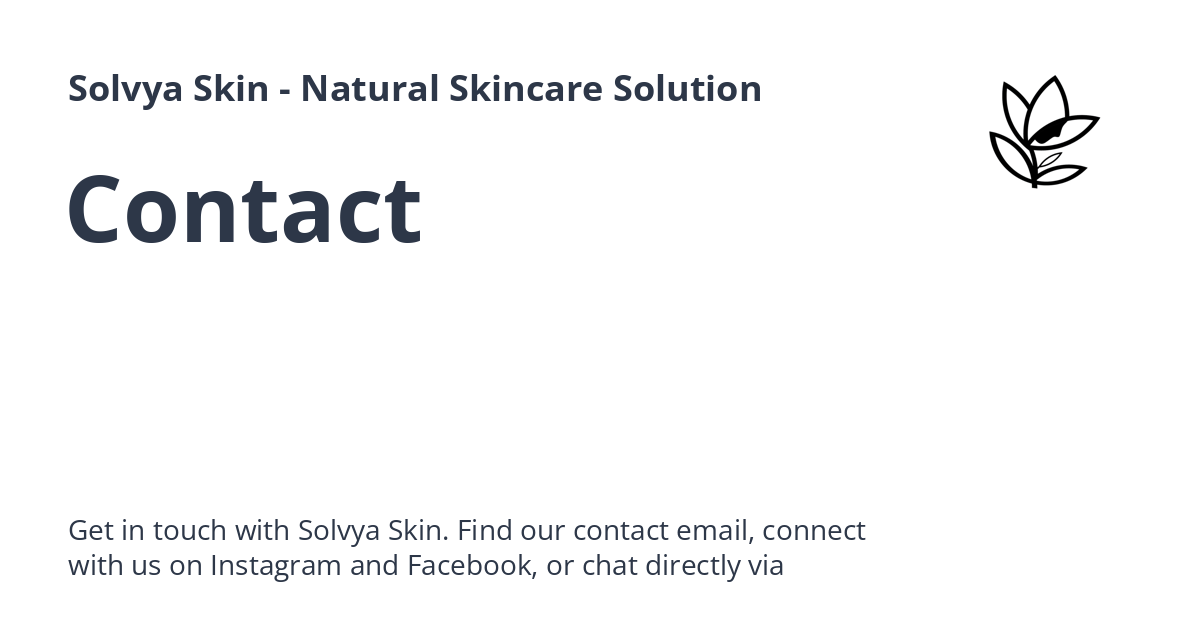 Solvya Skin - Natural Skincare Solution
Contact
Get in touch with Solvya Skin. Find our contact email, connect
with us on Instagram and Facebook, or chat directly via